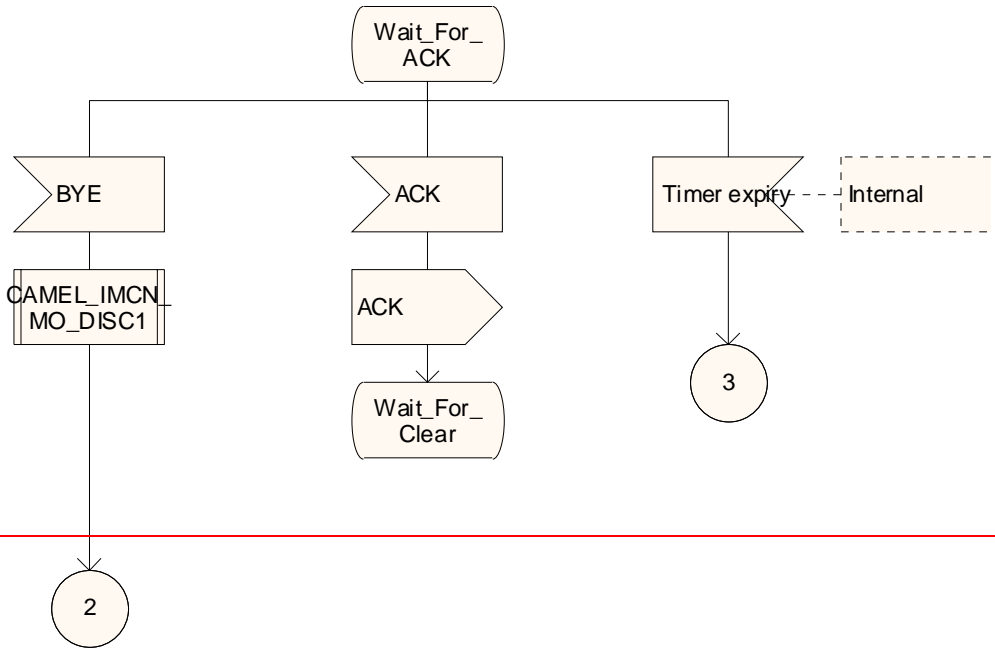 Wait_For_
ACK
BYE
ACK
Timer expiry
Internal
CAMEL_IMCN_
MO_DISC1
ACK
3
Wait_For_
Clear
2